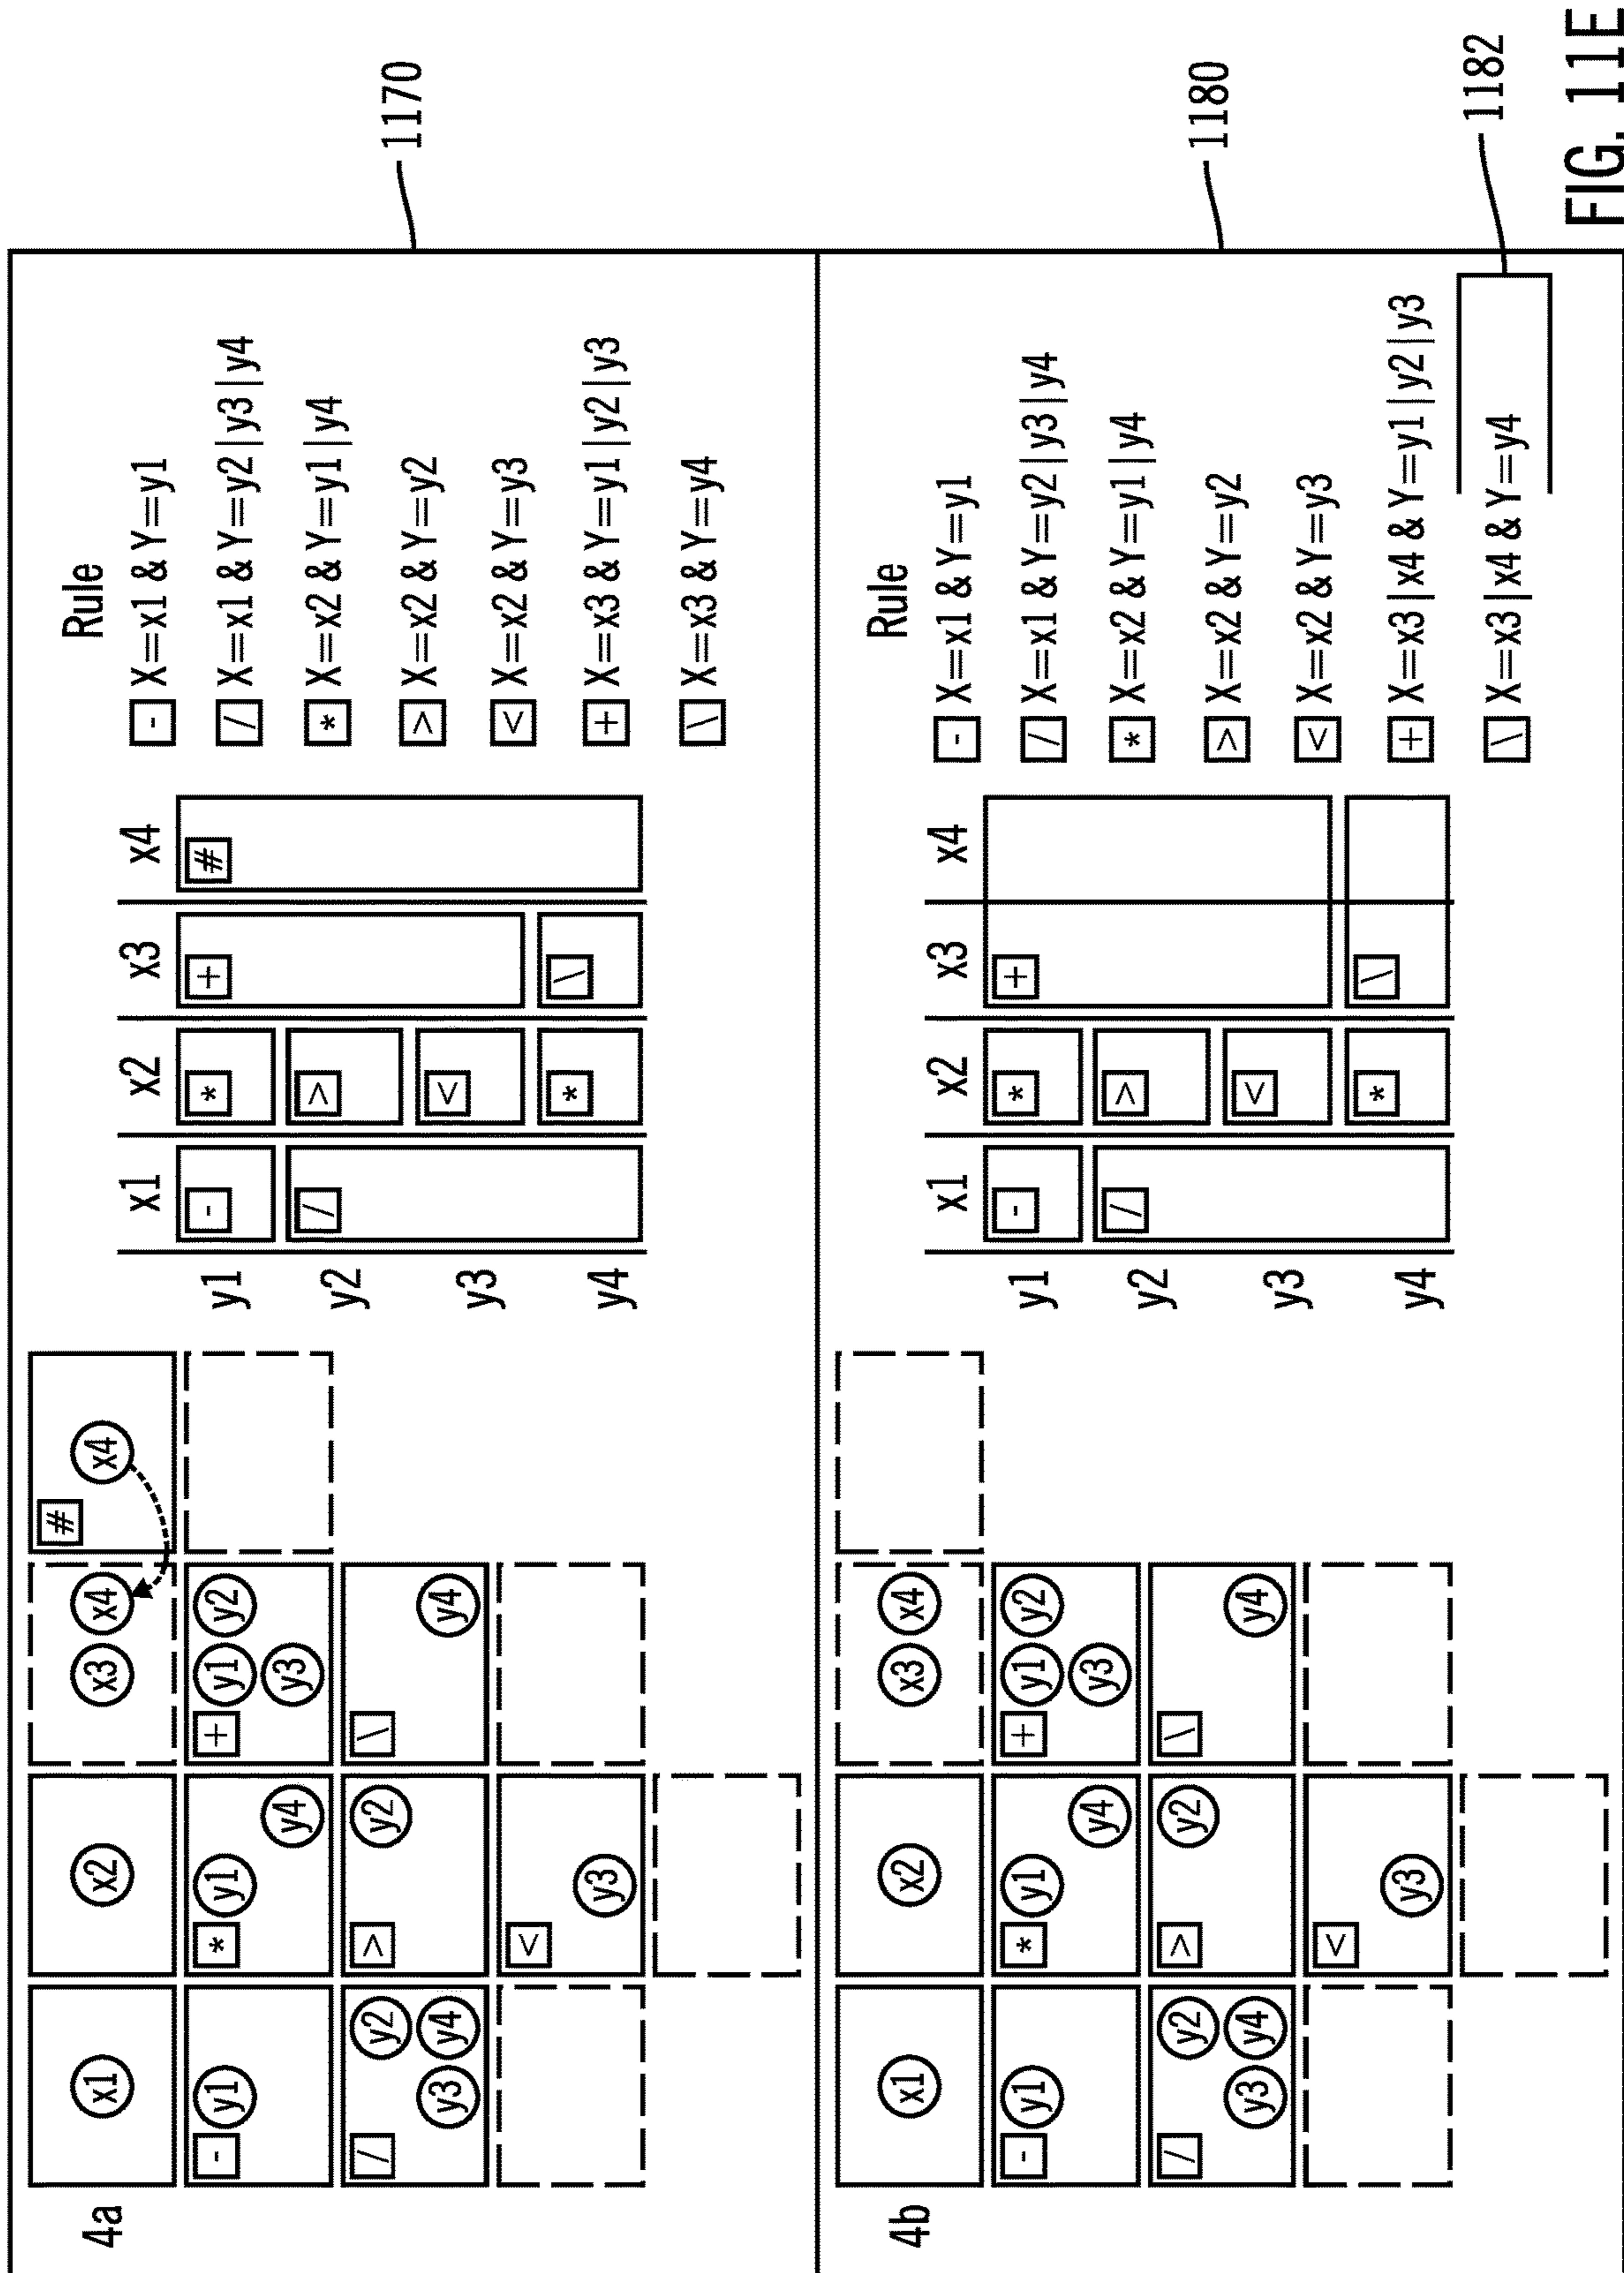 4a x1 x2 x3 x4 # x4
- y1 * y1 y4 + y1 y2 y3
/ y2 y3 y4 > y2 \ y4
< y3
x1 x2 x3 x4
y1 - * + #
y2 / >
y3 <
y4 * \
Rule
- X=x1 & Y=y1
/ X=x1 & Y=y2|y3|y4
* X=x2 & Y=y1|y4
> X=x2 & Y=y2
< X=x2 & Y=y3
+ X=x3 & Y=y1|y2|y3
\ X=x3 & Y=y4
1170
4b x1 x2 x3 x4
- y1 * y1 y4 + y1 y2 y3
/ y2 y3 y4 > y2 \ y4
< y3
x1 x2 x3 x4
y1 - * +
y2 / >
y3 <
y4 * \
Rule
- X=x1 & Y=y1
/ X=x1 & Y=y2|y3|y4
* X=x2 & Y=y1|y4
> X=x2 & Y=y2
< X=x2 & Y=y3
+ X=x3|x4 & Y=y1|y2|y3
\ X=x3|x4 & Y=y4
1180
1182
FIG. 11E